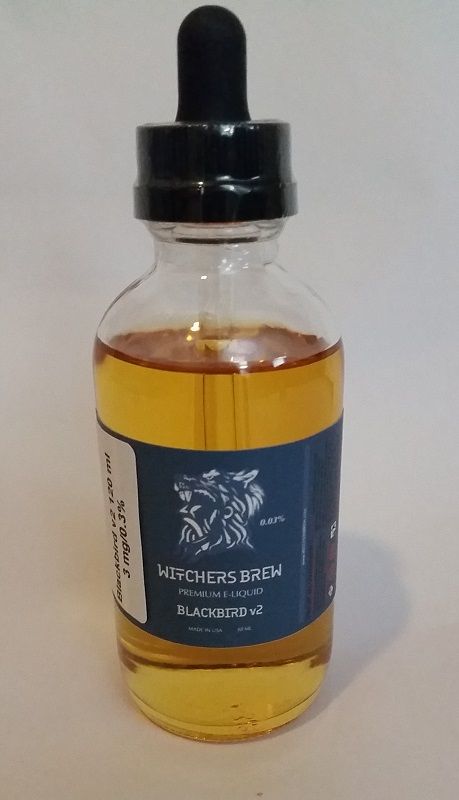 Blackbird v2 120 ml
3 mg/0.3%
0.03%
WITCHERS BREW
PREMIUM E-LIQUID
BLACKBIRD v2
MADE IN USA